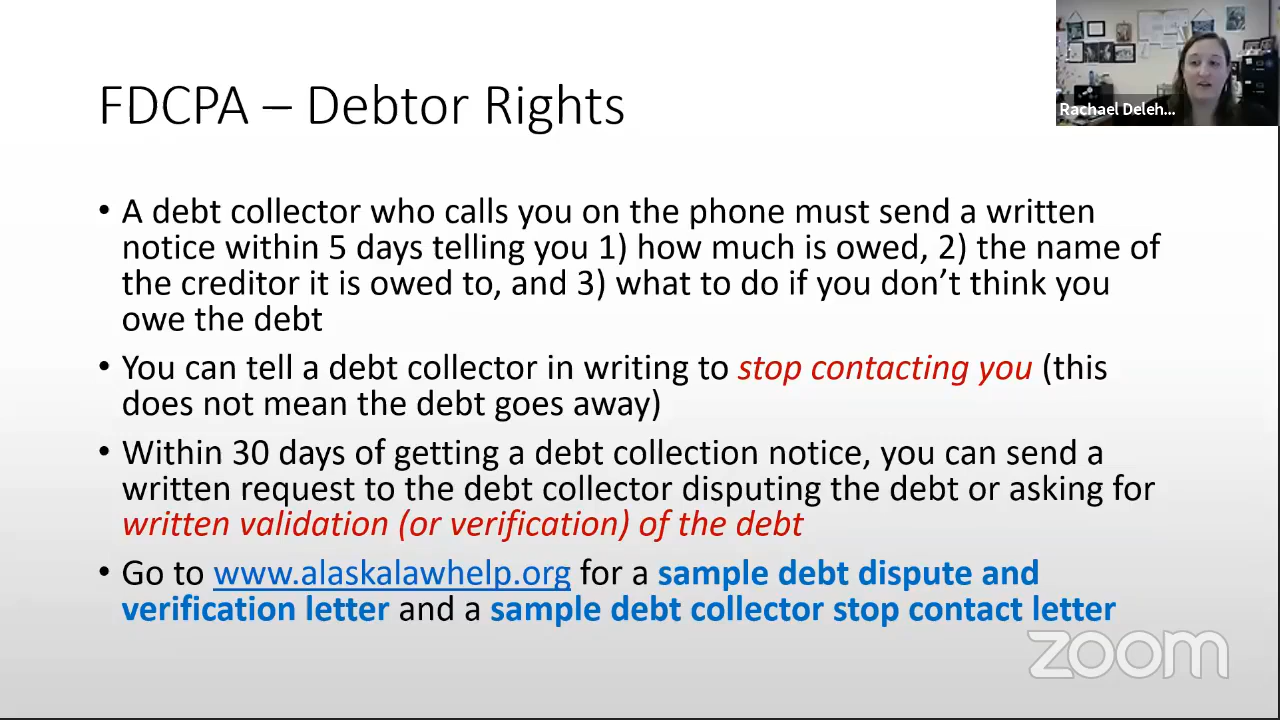 Rachael Deleh...
FDCPA – Debtor Rights
• A debt collector who calls you on the phone must send a written
notice within 5 days telling you 1) how much is owed, 2) the name of
the creditor it is owed to, and 3) what to do if you don’t think you
owe the debt
• You can tell a debt collector in writing to stop contacting you (this
does not mean the debt goes away)
• Within 30 days of getting a debt collection notice, you can send a
written request to the debt collector disputing the debt or asking for
written validation (or verification) of the debt
• Go to www.alaskalawhelp.org for a sample debt dispute and
verification letter and a sample debt collector stop contact letter
zoom